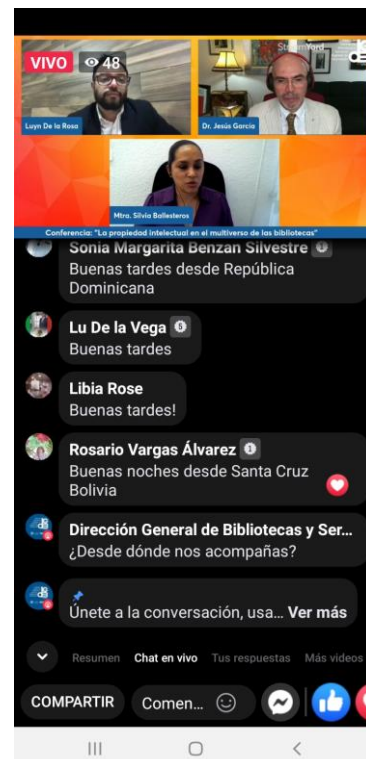 VIVO 48
StreamYard
Luyn De la Rosa
Dr. Jesús García
Mtra. Silvia Ballesteros
Conferencia: "La propiedad intelectual en el multiverso de las bibliotecas"
Sonia Margarita Benzan Silvestre
Buenas tardes desde República
Dominicana
Lu De la Vega 5
Buenas tardes
Libia Rose
Buenas tardes!
Rosario Vargas Álvarez 1
Buenas noches desde Santa Cruz
Bolivia
Dirección General de Bibliotecas y Ser...
¿Desde dónde nos acompañas?
Únete a la conversación, usa... Ver más
Resumen Chat en vivo Tus respuestas Más videos
COMPARTIR Comen...